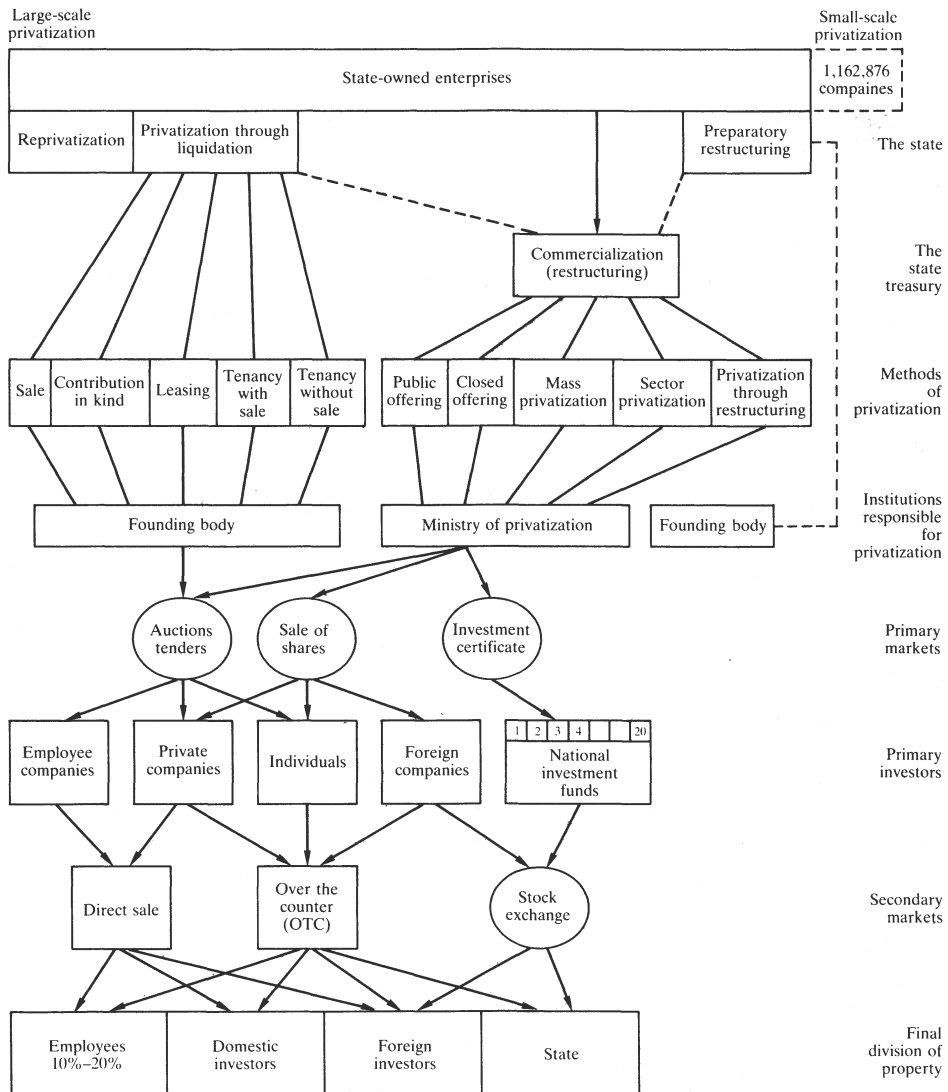 Large-scale
privatization
Small-scale
privatization
State-owned enterprises
1,162,876
compaines
Reprivatization
Privatization through
liquidation
Preparatory
restructuring
The state
Commercialization
(restructuring)
The
state
treasury
Sale
Contribution
in kind
Leasing
Tenancy
with
sale
Tenancy
without
sale
Public
offering
Closed
offering
Mass
privatization
Sector
privatization
Privatization
through
restructuring
Methods
of
privatization
Founding body
Ministry of privatization
Founding body
Institutions
responsible
for
privatization
Auctions
tenders
Sale of
shares
Investment
certificate
Primary
markets
Employee
companies
Private
companies
Individuals
Foreign
companies
1 2 3 4 20
National
investment
funds
Primary
investors
Direct sale
Over the
counter
(OTC)
Stock
exchange
Secondary
markets
Employees
10%–20%
Domestic
investors
Foreign
investors
State
Final
division of
property